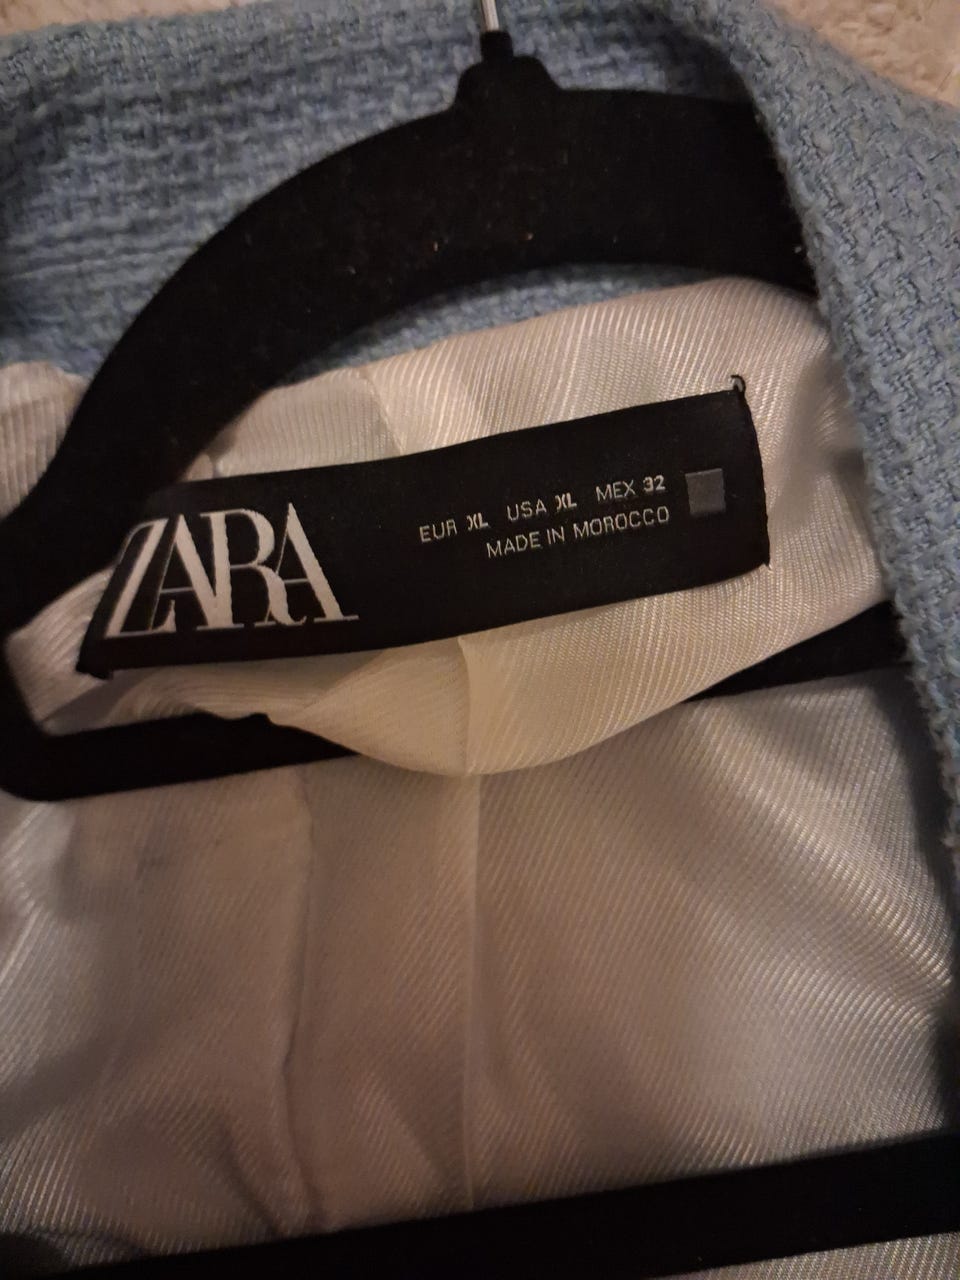 ZARA
EUR XL USA XL MEX 32
MADE IN MOROCCO